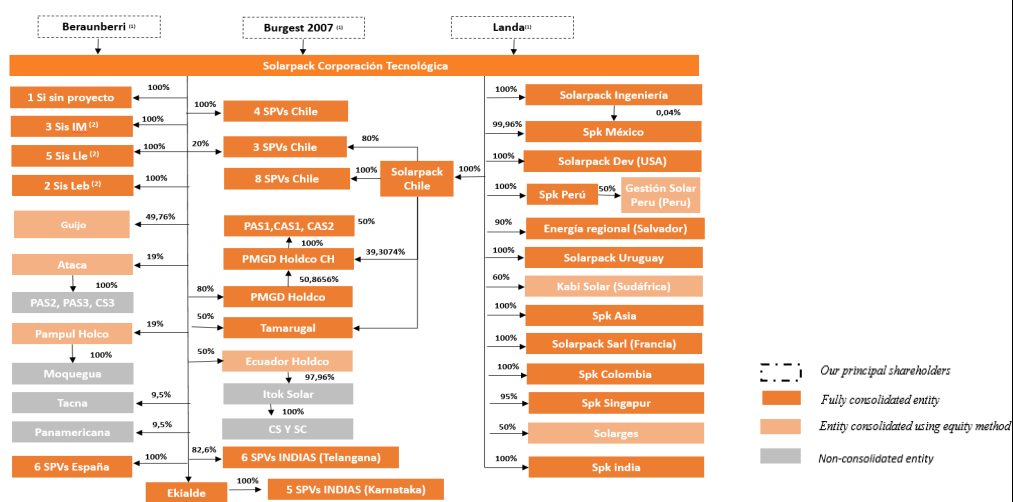 Beraunberri (1)
Burgest 2007 (1)
Landa(1)
Solarpack Corporación Tecnológica
1 Si sin proyecto
100%
3 Sis IM (2)
100%
5 Sis Lle (2)
100%
2 Sis Leb (2)
100%
Guijo
49,76%
Ataca
19%
100%
PAS2, PAS3, CS3
Pampul Holco
19%
100%
Moquegua
Tacna
9,5%
Panamericana
9,5%
6 SPVs España
100%
Ekialde
100%
5 SPVs INDIAS (Karnataka)
100%
4 SPVs Chile
20%
3 SPVs Chile
80%
8 SPVs Chile
100%
Solarpack
Chile
100%
PAS1,CAS1, CAS2
50%
100%
PMGD Holdco CH
39,3074%
50,8656%
80%
PMGD Holdco
50%
Tamarugal
50%
Ecuador Holdco
97,96%
Itok Solar
100%
CS Y SC
82,6%
6 SPVs INDIAS (Telangana)
100%
Solarpack Ingeniería
0,04%
99,96%
Spk México
100%
Solarpack Dev (USA)
100%
Spk Perú
50%
Gestión Solar
Peru (Peru)
90%
Energía regional (Salvador)
100%
Solarpack Uruguay
60%
Kabi Solar (Sudáfrica)
100%
Spk Asia
100%
Solarpack Sarl (Francia)
100%
Spk Colombia
95%
Spk Singapur
50%
Solarges
100%
Spk india
Our principal shareholders
Fully consolidated entity
Entity consolidated using equity method
Non-consolidated entity